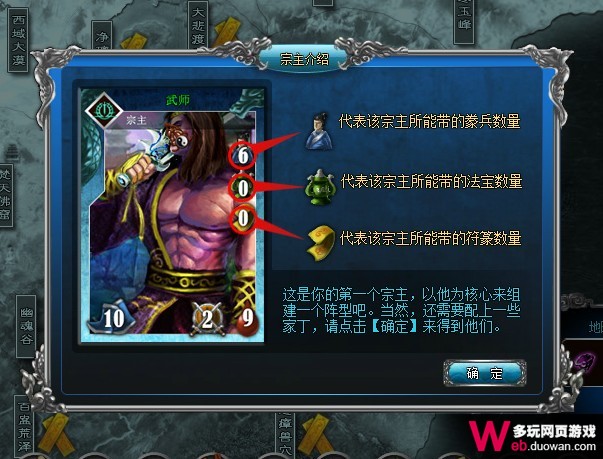 西域大漠
净
大悲渡
玉峰
宗主介绍
武师
宗主
6
代表该宗主所能带的豢兵数量
0
代表该宗主所能带的法宝数量
0
代表该宗主所能带的符篆数量
梵天佛窟
幽魂谷
10
2
9
这是你的第一个宗主，以他为核心来组
建一个阵型吧。当然，还需要配上一些
家丁，请点击【确定】来得到他们。
地
确 定
百蛊荒泽
瘴兽穴
多玩网页游戏
Web.duowan.com